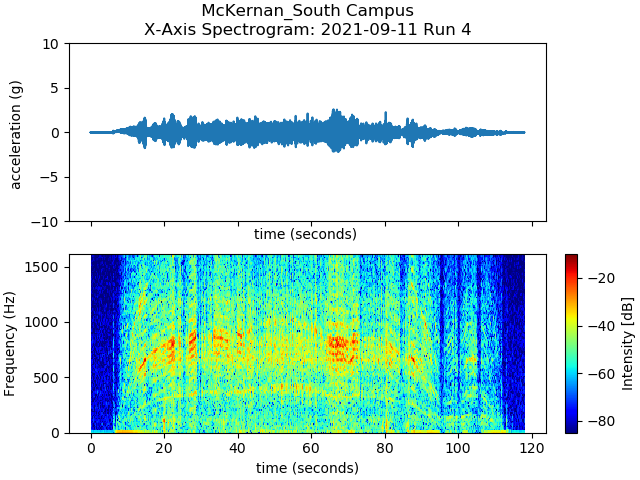 McKernan_South Campus
X-Axis Spectrogram: 2021-09-11 Run 4
10
5
0
−5
−10
acceleration (g)
time (seconds)
1500
1000
500
0
Frequency (Hz)
0 20 40 60 80 100 120
time (seconds)
−20
−40
−60
−80
Intensity [dB]